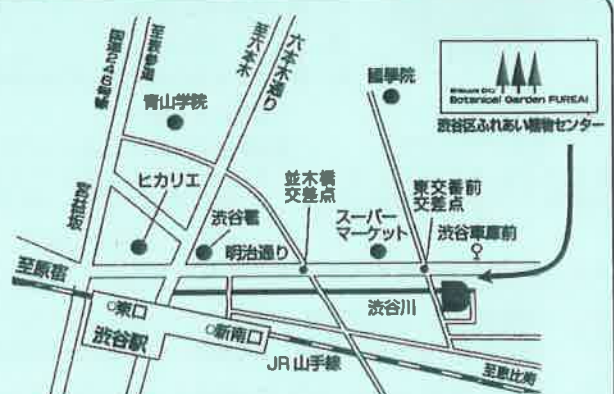 国道246号線
至表参道
至六本木
六本木通り
青山学院
國學院
SHIBUYA CITY
Botanical Garden FUREAI
渋谷区ふれあい植物センター
ヒカリエ
宮益坂
渋谷署
並木橋
交差点
東交番前
交差点
スーパー
マーケット
明治通り
渋谷車庫前
至原宿
渋谷川
東口
新南口
渋谷駅
JR山手線
至恵比寿